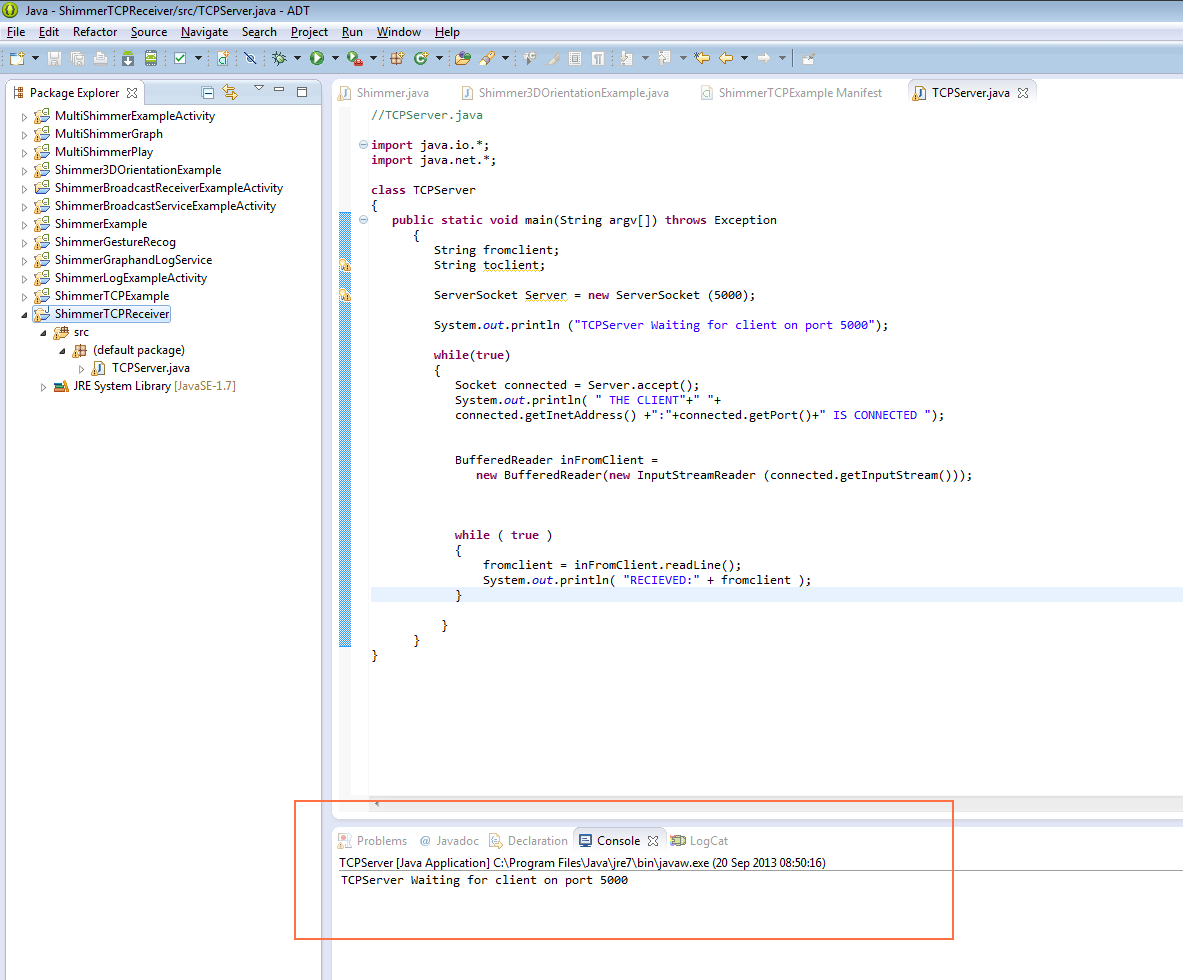 Java - ShimmerTCPReceiver/src/TCPServer.java - ADT
File Edit Refactor Source Navigate Search Project Run Window Help
Package Explorer
MultiShimmerExampleActivity
MultiShimmerGraph
MultiShimmerPlay
Shimmer3DOrientationExample
ShimmerBroadcastReceiverExampleActivity
ShimmerBroadcastServiceExampleActivity
ShimmerExample
ShimmerGestureRecog
ShimmerGraphandLogService
ShimmerLogExampleActivity
ShimmerTCPExample
ShimmerTCPReceiver
src
(default package)
TCPServer.java
JRE System Library [JavaSE-1.7]
Shimmer.java Shimmer3DOrientationExample.java ShimmerTCPExample Manifest TCPServer.java
//TCPServer.java
import java.io.*;
import java.net.*;
class TCPServer
{
public static void main(String argv[]) throws Exception
{
String fromclient;
String toclient;
ServerSocket Server = new ServerSocket (5000);
System.out.println ("TCPServer Waiting for client on port 5000");
while(true)
{
Socket connected = Server.accept();
System.out.println( " THE CLIENT"+" "+
connected.getInetAddress() +":"+connected.getPort()+" IS CONNECTED ");
BufferedReader inFromClient =
new BufferedReader(new InputStreamReader (connected.getInputStream()));
while ( true )
{
fromclient = inFromClient.readLine();
System.out.println( "RECIEVED:" + fromclient );
}
}
}
}
Problems @ Javadoc Declaration Console LogCat
TCPServer [Java Application] C:\Program Files\Java\jre7\bin\javaw.exe (20 Sep 2013 08:50:16)
TCPServer Waiting for client on port 5000